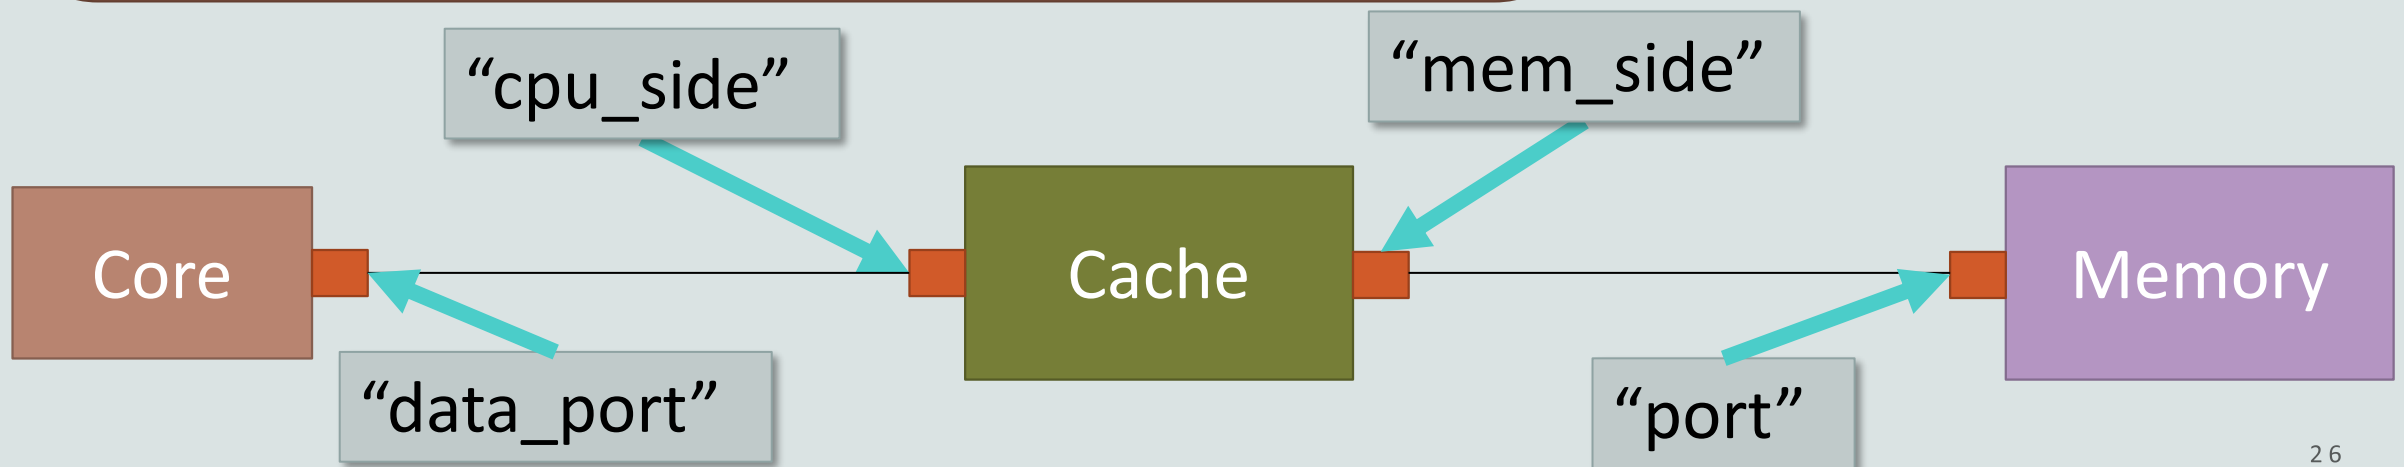 “cpu_side”
“mem_side”
Core
Cache
Memory
“data_port”
“port”
26